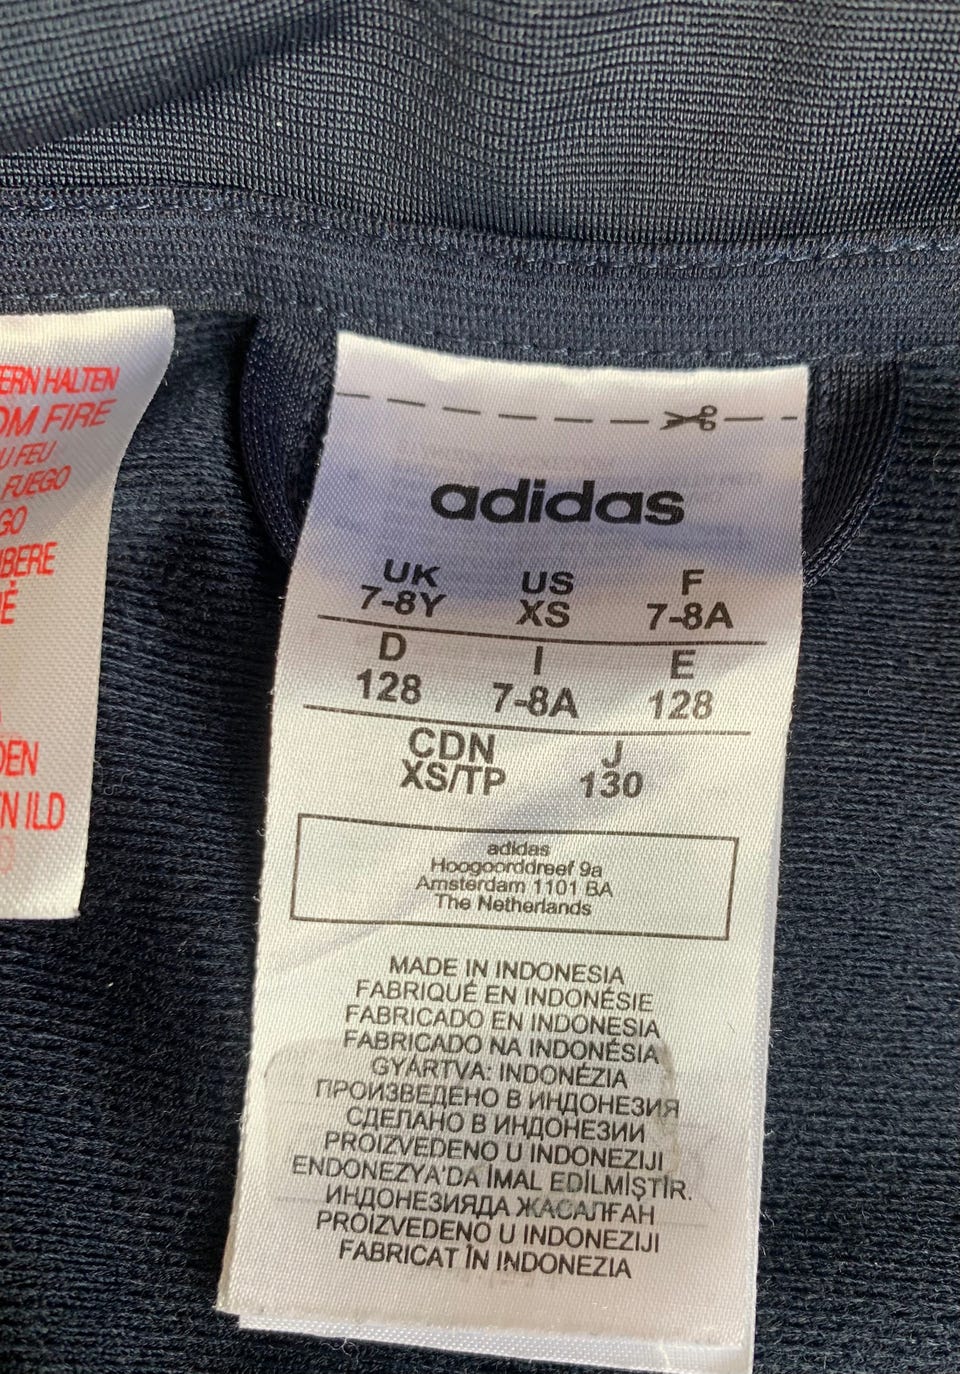 ERN HALTEN
OM FIRE
U FEU
FUEGO
GO
BERE
É
DEN
N ILD
adidas
UK US F
7-8Y XS 7-8A
D I E
128 7-8A 128
CDN J
XS/TP 130
adidas
Hoogoorddreef 9a
Amsterdam 1101 BA
The Netherlands
MADE IN INDONESIA
FABRIQUÉ EN INDONÉSIE
FABRICADO EN INDONESIA
FABRICADO NA INDONÉSIA
GYÁRTVA: INDONÉZIA
ПРОИЗВЕДЕНО В ИНДОНЕЗИЯ
СДЕЛАНО В ИНДОНЕЗИИ
PROIZVEDENO U INDONEZIJI
ENDONEZYA'DA İMAL EDİLMİŞTİR.
ИНДОНЕЗИЯДА ЖАСАЛҒАН
PROIZVEDENO U INDONEZIJI
FABRICAT ÎN INDONEZIA